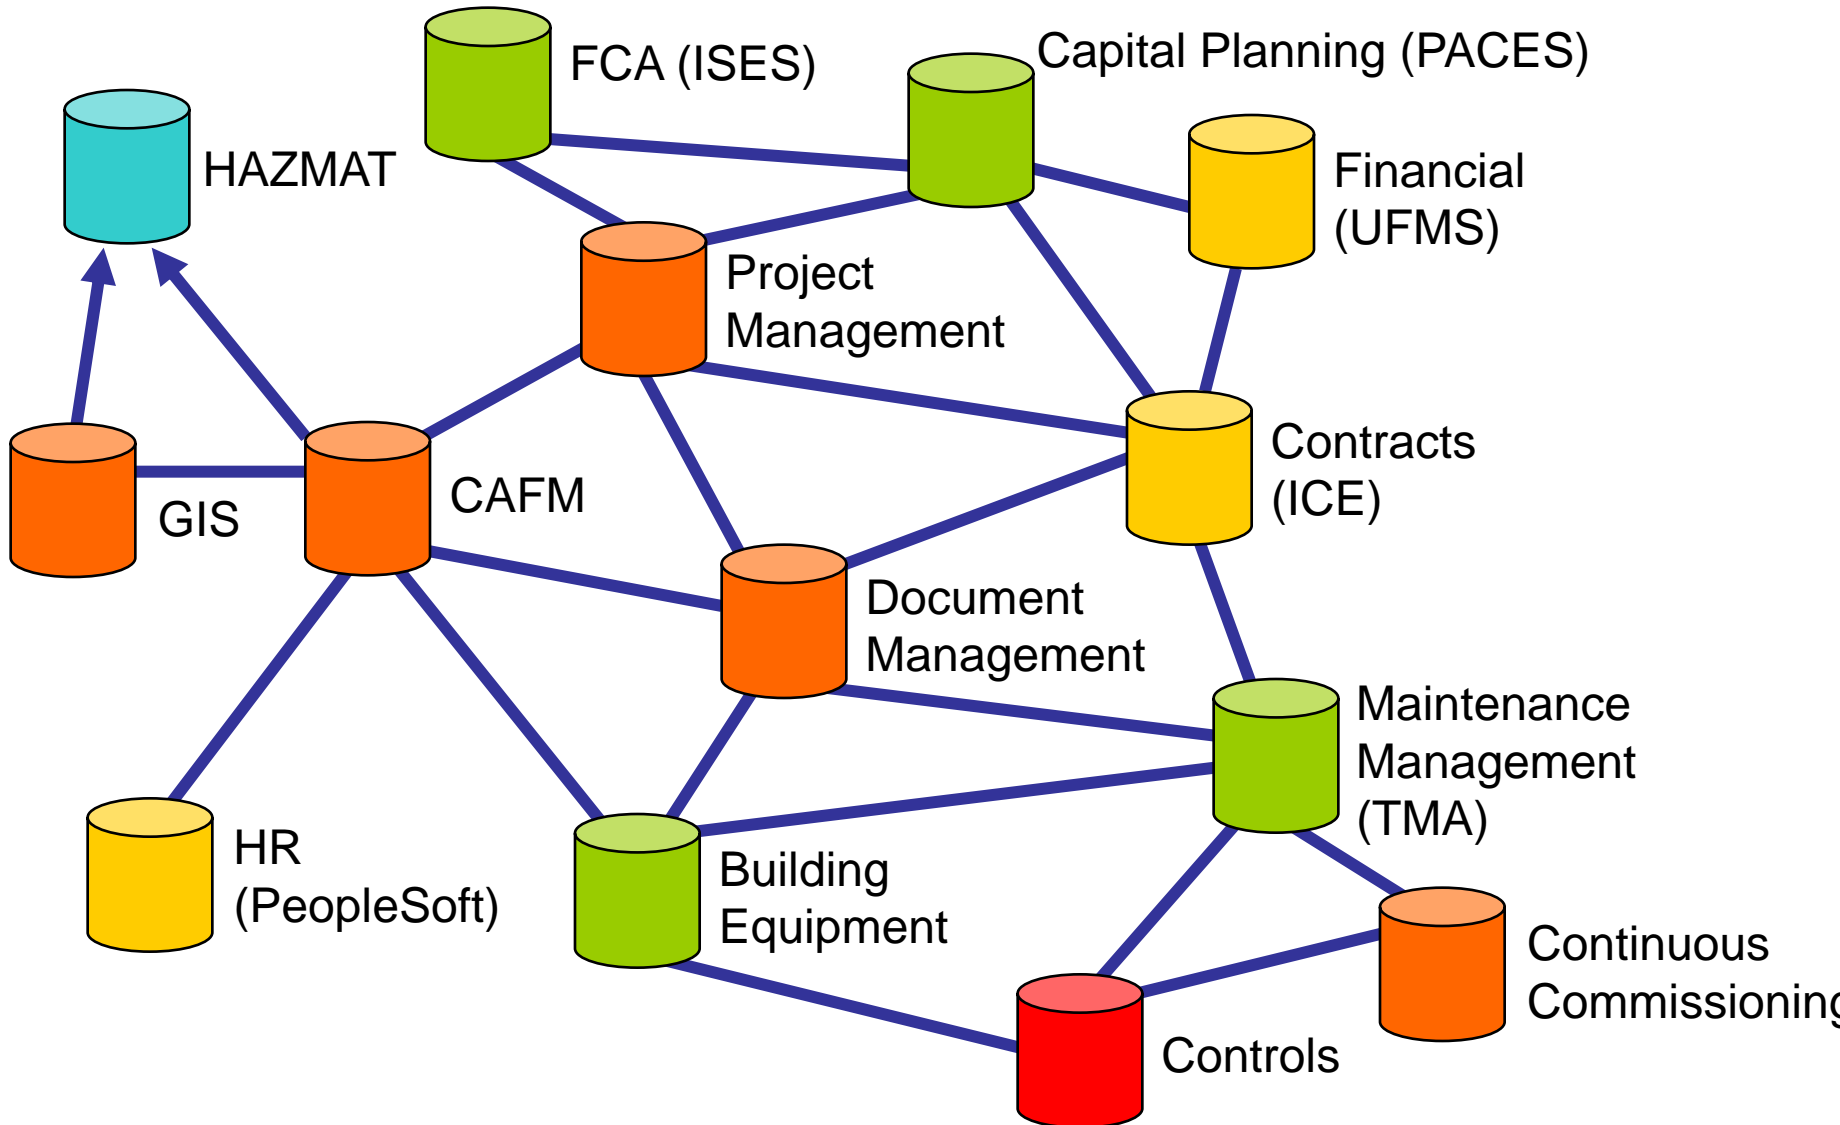 FCA (ISES)
Capital Planning (PACES)
HAZMAT
Financial
(UFMS)
Project
Management
Contracts
(ICE)
CAFM
GIS
Document
Management
Maintenance
Management
(TMA)
HR
(PeopleSoft)
Building
Equipment
Continuous
Commissioning
Controls